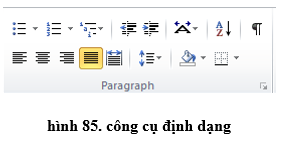 Paragraph
hình 85. công cụ định dạng